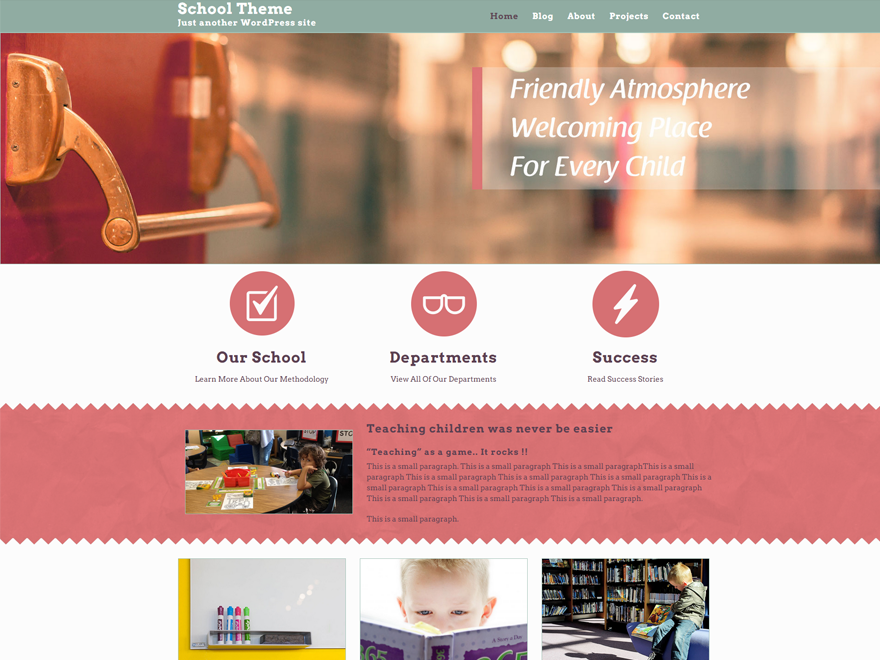 School Theme
Just another WordPress site
Home Blog About Projects Contact
Friendly Atmosphere
Welcoming Place
For Every Child
Our School
Learn More About Our Methodology
Departments
View All Of Our Departments
Success
Read Success Stories
Teaching children was never be easier
"Teaching" as a game.. It rocks !!
This is a small paragraph. This is a small paragraph This is a small paragraphThis is a small
paragraph This is a small paragraph This is a small paragraph This is a small paragraph This is a
small paragraph This is a small paragraph This is a small paragraph This is a small paragraph
This is a small paragraph This is a small paragraph This is a small paragraph.
This is a small paragraph.
365
365